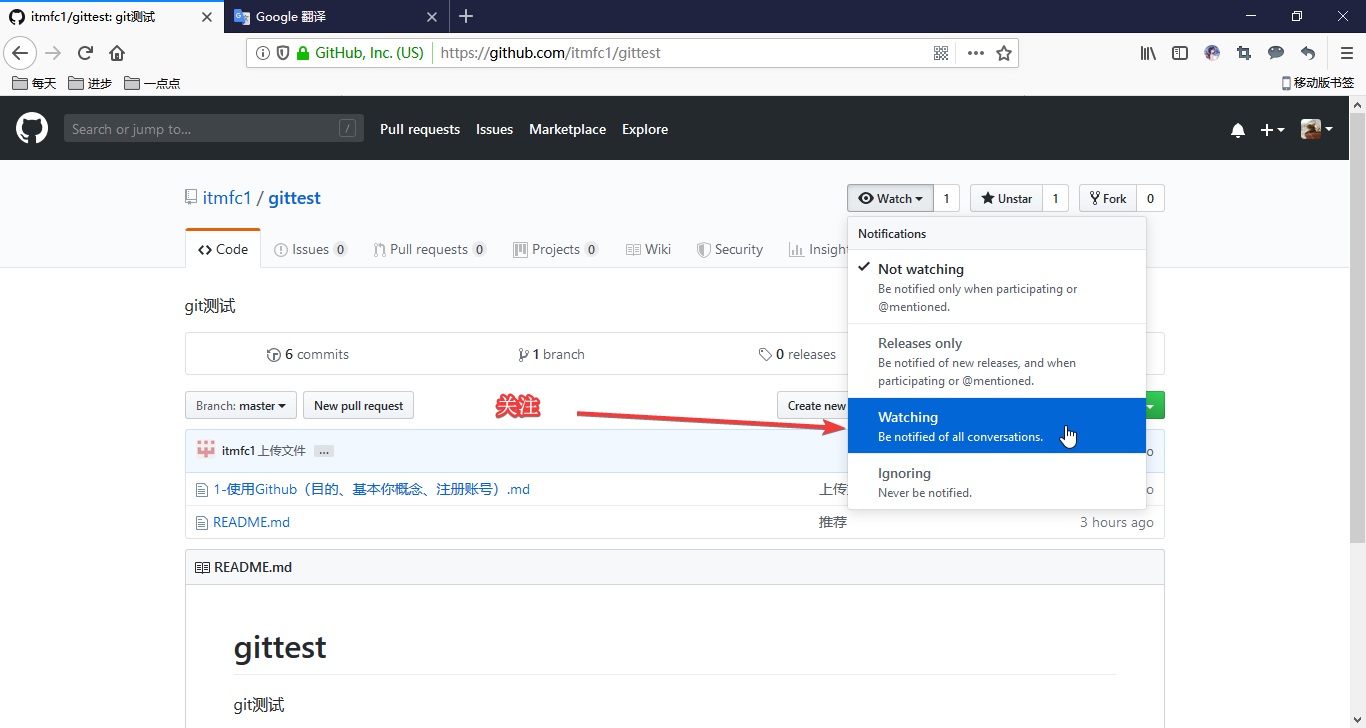 itmfc1/gittest: git测试
Google 翻译
GitHub, Inc. (US)
https://github.com/itmfc1/gittest
每天
进步
一点点
移动版书签
Search or jump to...
/
Pull requests
Issues
Marketplace
Explore
itmfc1 / gittest
Watch
1
Unstar
1
Fork
0
Code
Issues 0
Pull requests 0
Projects 0
Wiki
Security
Insight
Notifications
Not watching
Be notified only when participating or
@mentioned.
Releases only
Be notified of new releases, and when
participating or @mentioned.
Watching
Be notified of all conversations.
Ignoring
Never be notified.
git测试
6 commits
1 branch
0 releases
Branch: master
New pull request
关注
Create new
itmfc1 上传文件
...
o
1-使用Github（目的、基本你概念、注册账号）.md
上传
o
README.md
推荐
3 hours ago
README.md
gittest
git测试